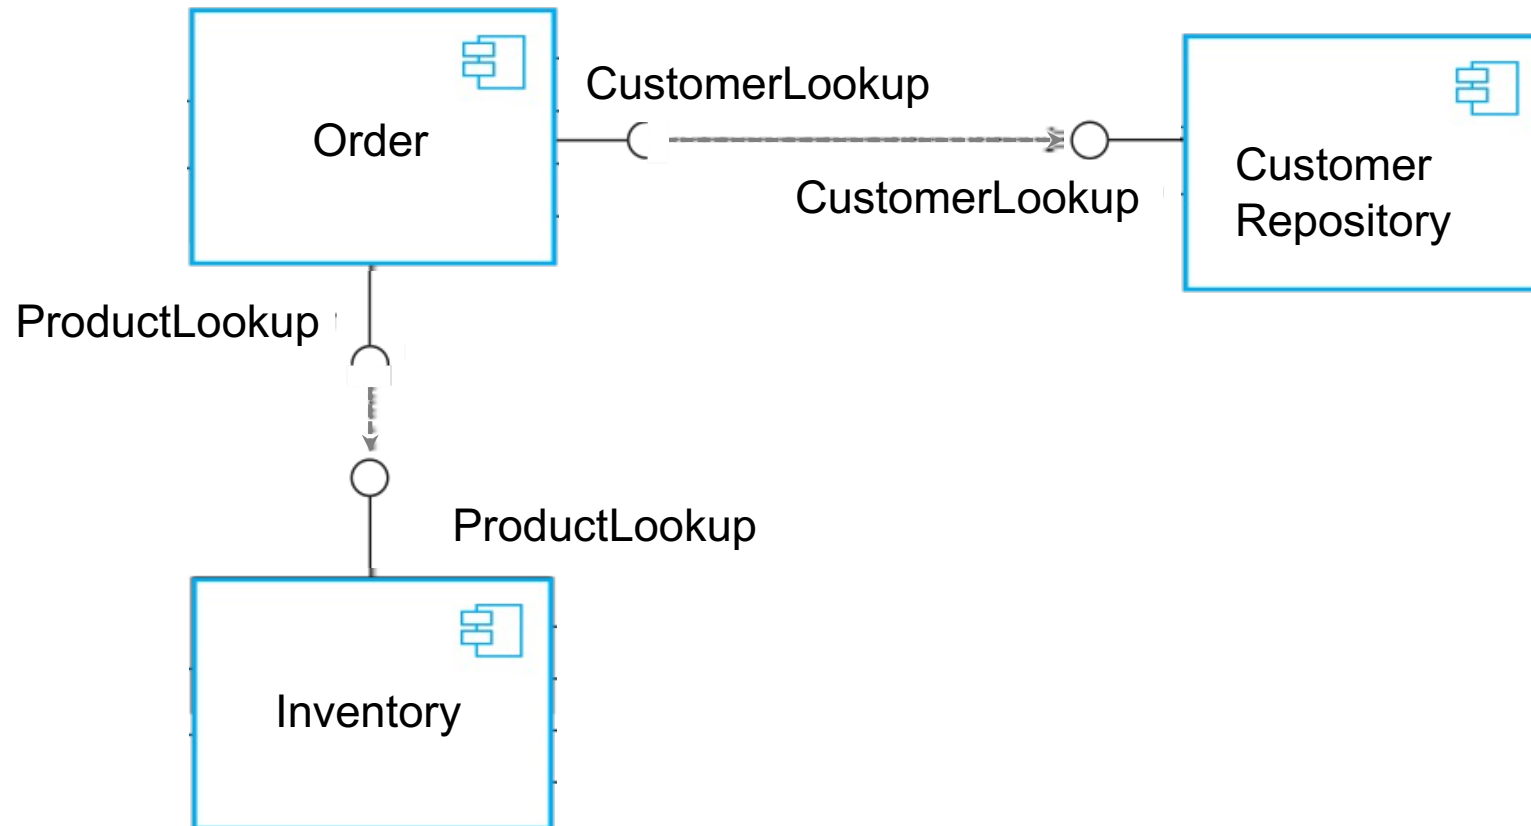 CustomerLookup
Order
CustomerLookup
Customer
Repository
ProductLookup
ProductLookup
Inventory